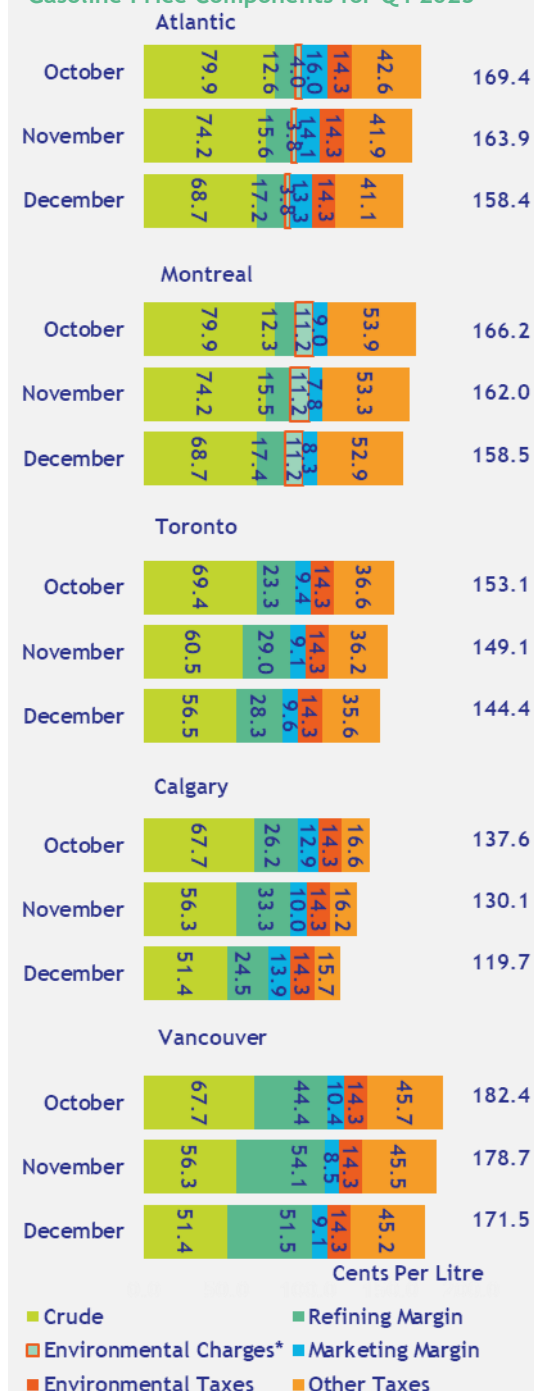 Gasoline Price Components for Q4 2023
Atlantic
October 79.9 12.6 4.0 16.0 14.3 42.6 169.4
November 74.2 15.6 3.8 14.1 14.3 41.9 163.9
December 68.7 17.2 3.8 13.3 14.3 41.1 158.4
Montreal
October 79.9 12.3 11.2 9.0 53.9 166.2
November 74.2 15.5 11.2 7.8 53.3 162.0
December 68.7 17.4 11.2 8.3 52.9 158.5
Toronto
October 69.4 23.3 9.4 14.3 36.6 153.1
November 60.5 29.0 9.1 14.3 36.2 149.1
December 56.5 28.3 9.6 14.3 35.6 144.4
Calgary
October 67.7 26.2 12.9 14.3 16.6 137.6
November 56.3 33.3 10.0 14.3 16.2 130.1
December 51.4 24.5 13.9 14.3 15.7 119.7
Vancouver
October 67.7 44.4 10.4 14.3 45.7 182.4
November 56.3 54.1 8.5 14.3 45.5 178.7
December 51.4 51.5 9.1 14.3 45.2 171.5
Cents Per Litre
Crude Refining Margin
Environmental Charges* Marketing Margin
Environmental Taxes Other Taxes